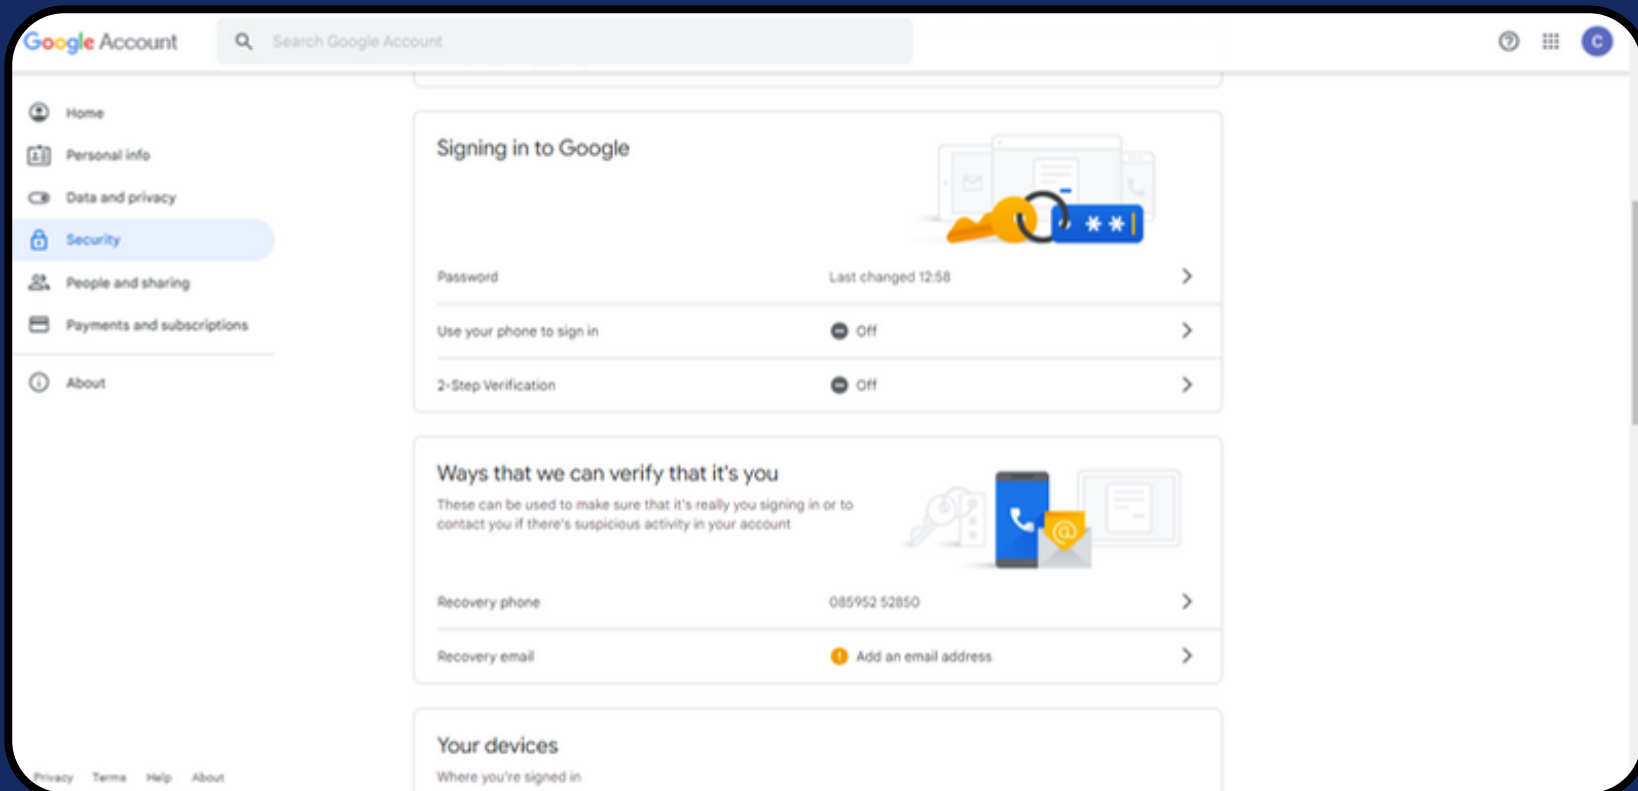 Google Account
Search Google Account
C
Home
Personal info
Data and privacy
Security
People and sharing
Payments and subscriptions
About
Signing in to Google
**
Password Last changed 12:58
Use your phone to sign in Off
2-Step Verification Off
Ways that we can verify that it's you
These can be used to make sure that it's really you signing in or to
contact you if there's suspicious activity in your account
@
Recovery phone 085952 52850
Recovery email Add an email address
Your devices
Where you're signed in
Privacy Terms Help About